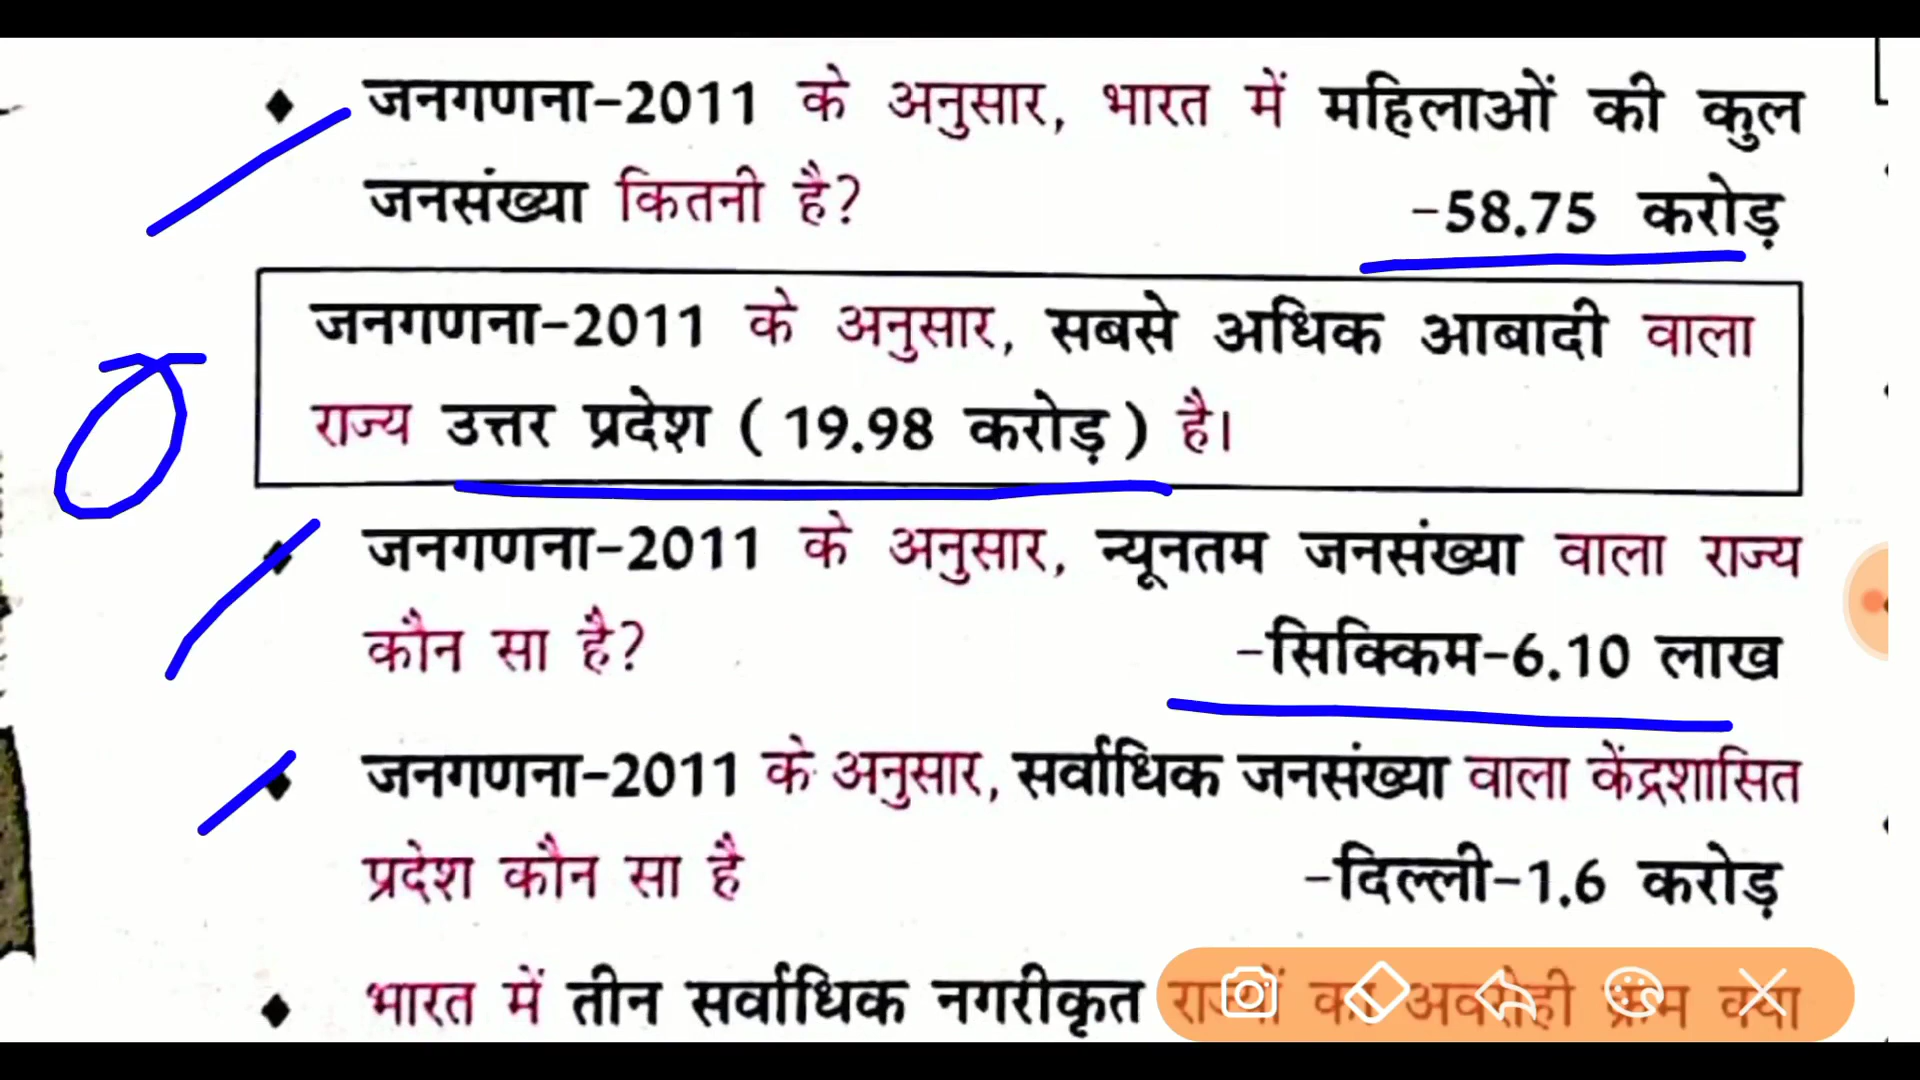 जनगणना-2011 के अनुसार, भारत में महिलाओं की कुल
जनसंख्या कितनी है? -58.75 करोड़
जनगणना-2011 के अनुसार, सबसे अधिक आबादी वाला
राज्य उत्तर प्रदेश (19.98 करोड़) है।
जनगणना-2011 के अनुसार, न्यूनतम जनसंख्या वाला राज्य
कौन सा है? -सिक्किम-6.10 लाख
जनगणना-2011 के अनुसार, सर्वाधिक जनसंख्या वाला केंद्रशासित
प्रदेश कौन सा है -दिल्ली-1.6 करोड़
भारत में तीन सर्वाधिक नगरीकृत क्या